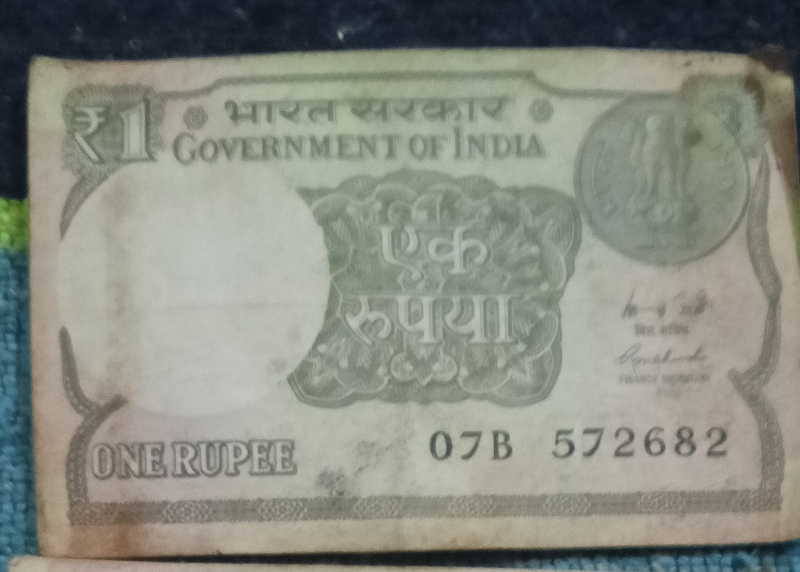 ₹1
भारत सरकार
GOVERNMENT OF INDIA
एक
रुपया
वित्त सचिव
FINANCE SECRETARY
ONE RUPEE
07B 572682